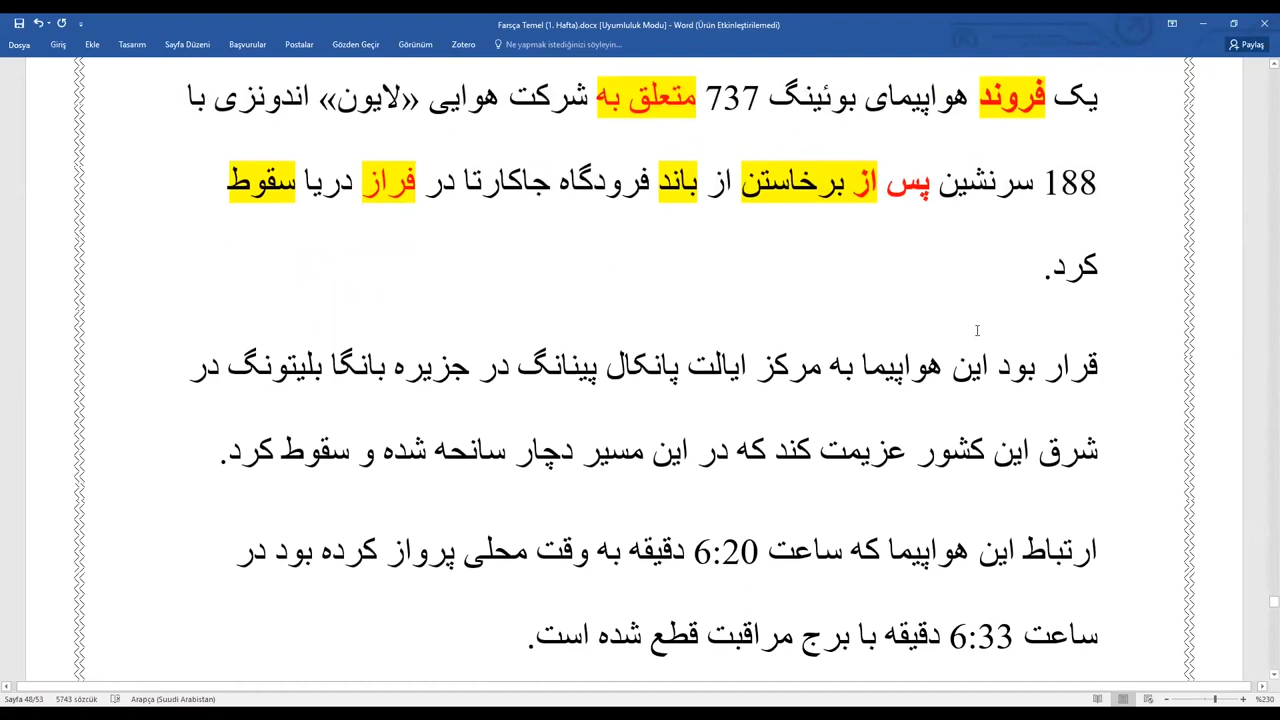 Farsça Temel (1. Hafta).docx [Uyumluluk Modu] - Word (Ürün Etkinleştirilemedi)
Dosya Giriş Ekle Tasarım Sayfa Düzeni Başvurular Postalar Gözden Geçir Görünüm Zotero Ne yapmak istediğinizi söyleyin... Paylaş
یک فروند هواپیمای بوئینگ 737 متعلق به شرکت هوایی «لایون» اندونزی با
188 سرنشین پس از برخاستن از باند فرودگاه جاکارتا در فراز دریا سقوط
کرد.
قرار بود این هواپیما به مرکز ایالت پانکال پینانگ در جزیره بانگا بلیتونگ در
شرق این کشور عزیمت کند که در این مسیر دچار سانحه شده و سقوط کرد.
ارتباط این هواپیما که ساعت 6:20 دقیقه به وقت محلی پرواز کرده بود در
ساعت 6:33 دقیقه با برج مراقبت قطع شده است.
Sayfa 48/53 5743 sözcük Arapça (Suudi Arabistan) %230